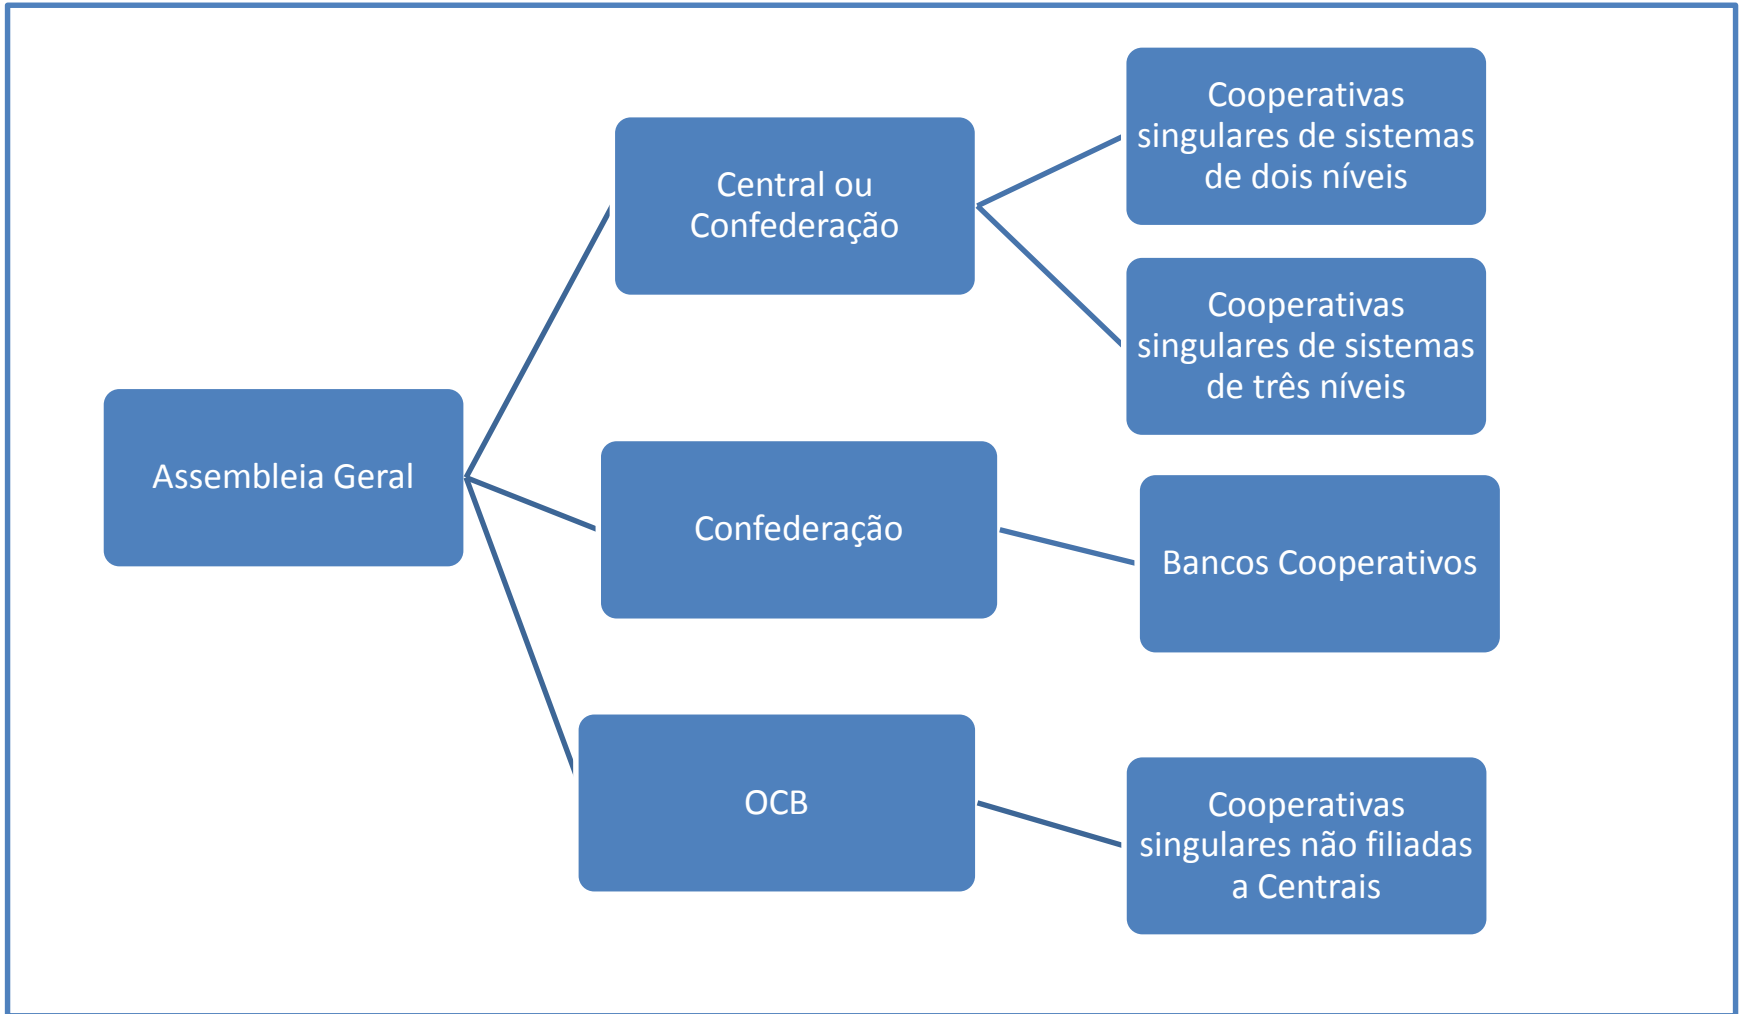 Assembleia Geral
Central ou
Confederação
Cooperativas
singulares de sistemas
de dois níveis
Cooperativas
singulares de sistemas
de três níveis
Confederação
Bancos Cooperativos
OCB
Cooperativas
singulares não filiadas
a Centrais